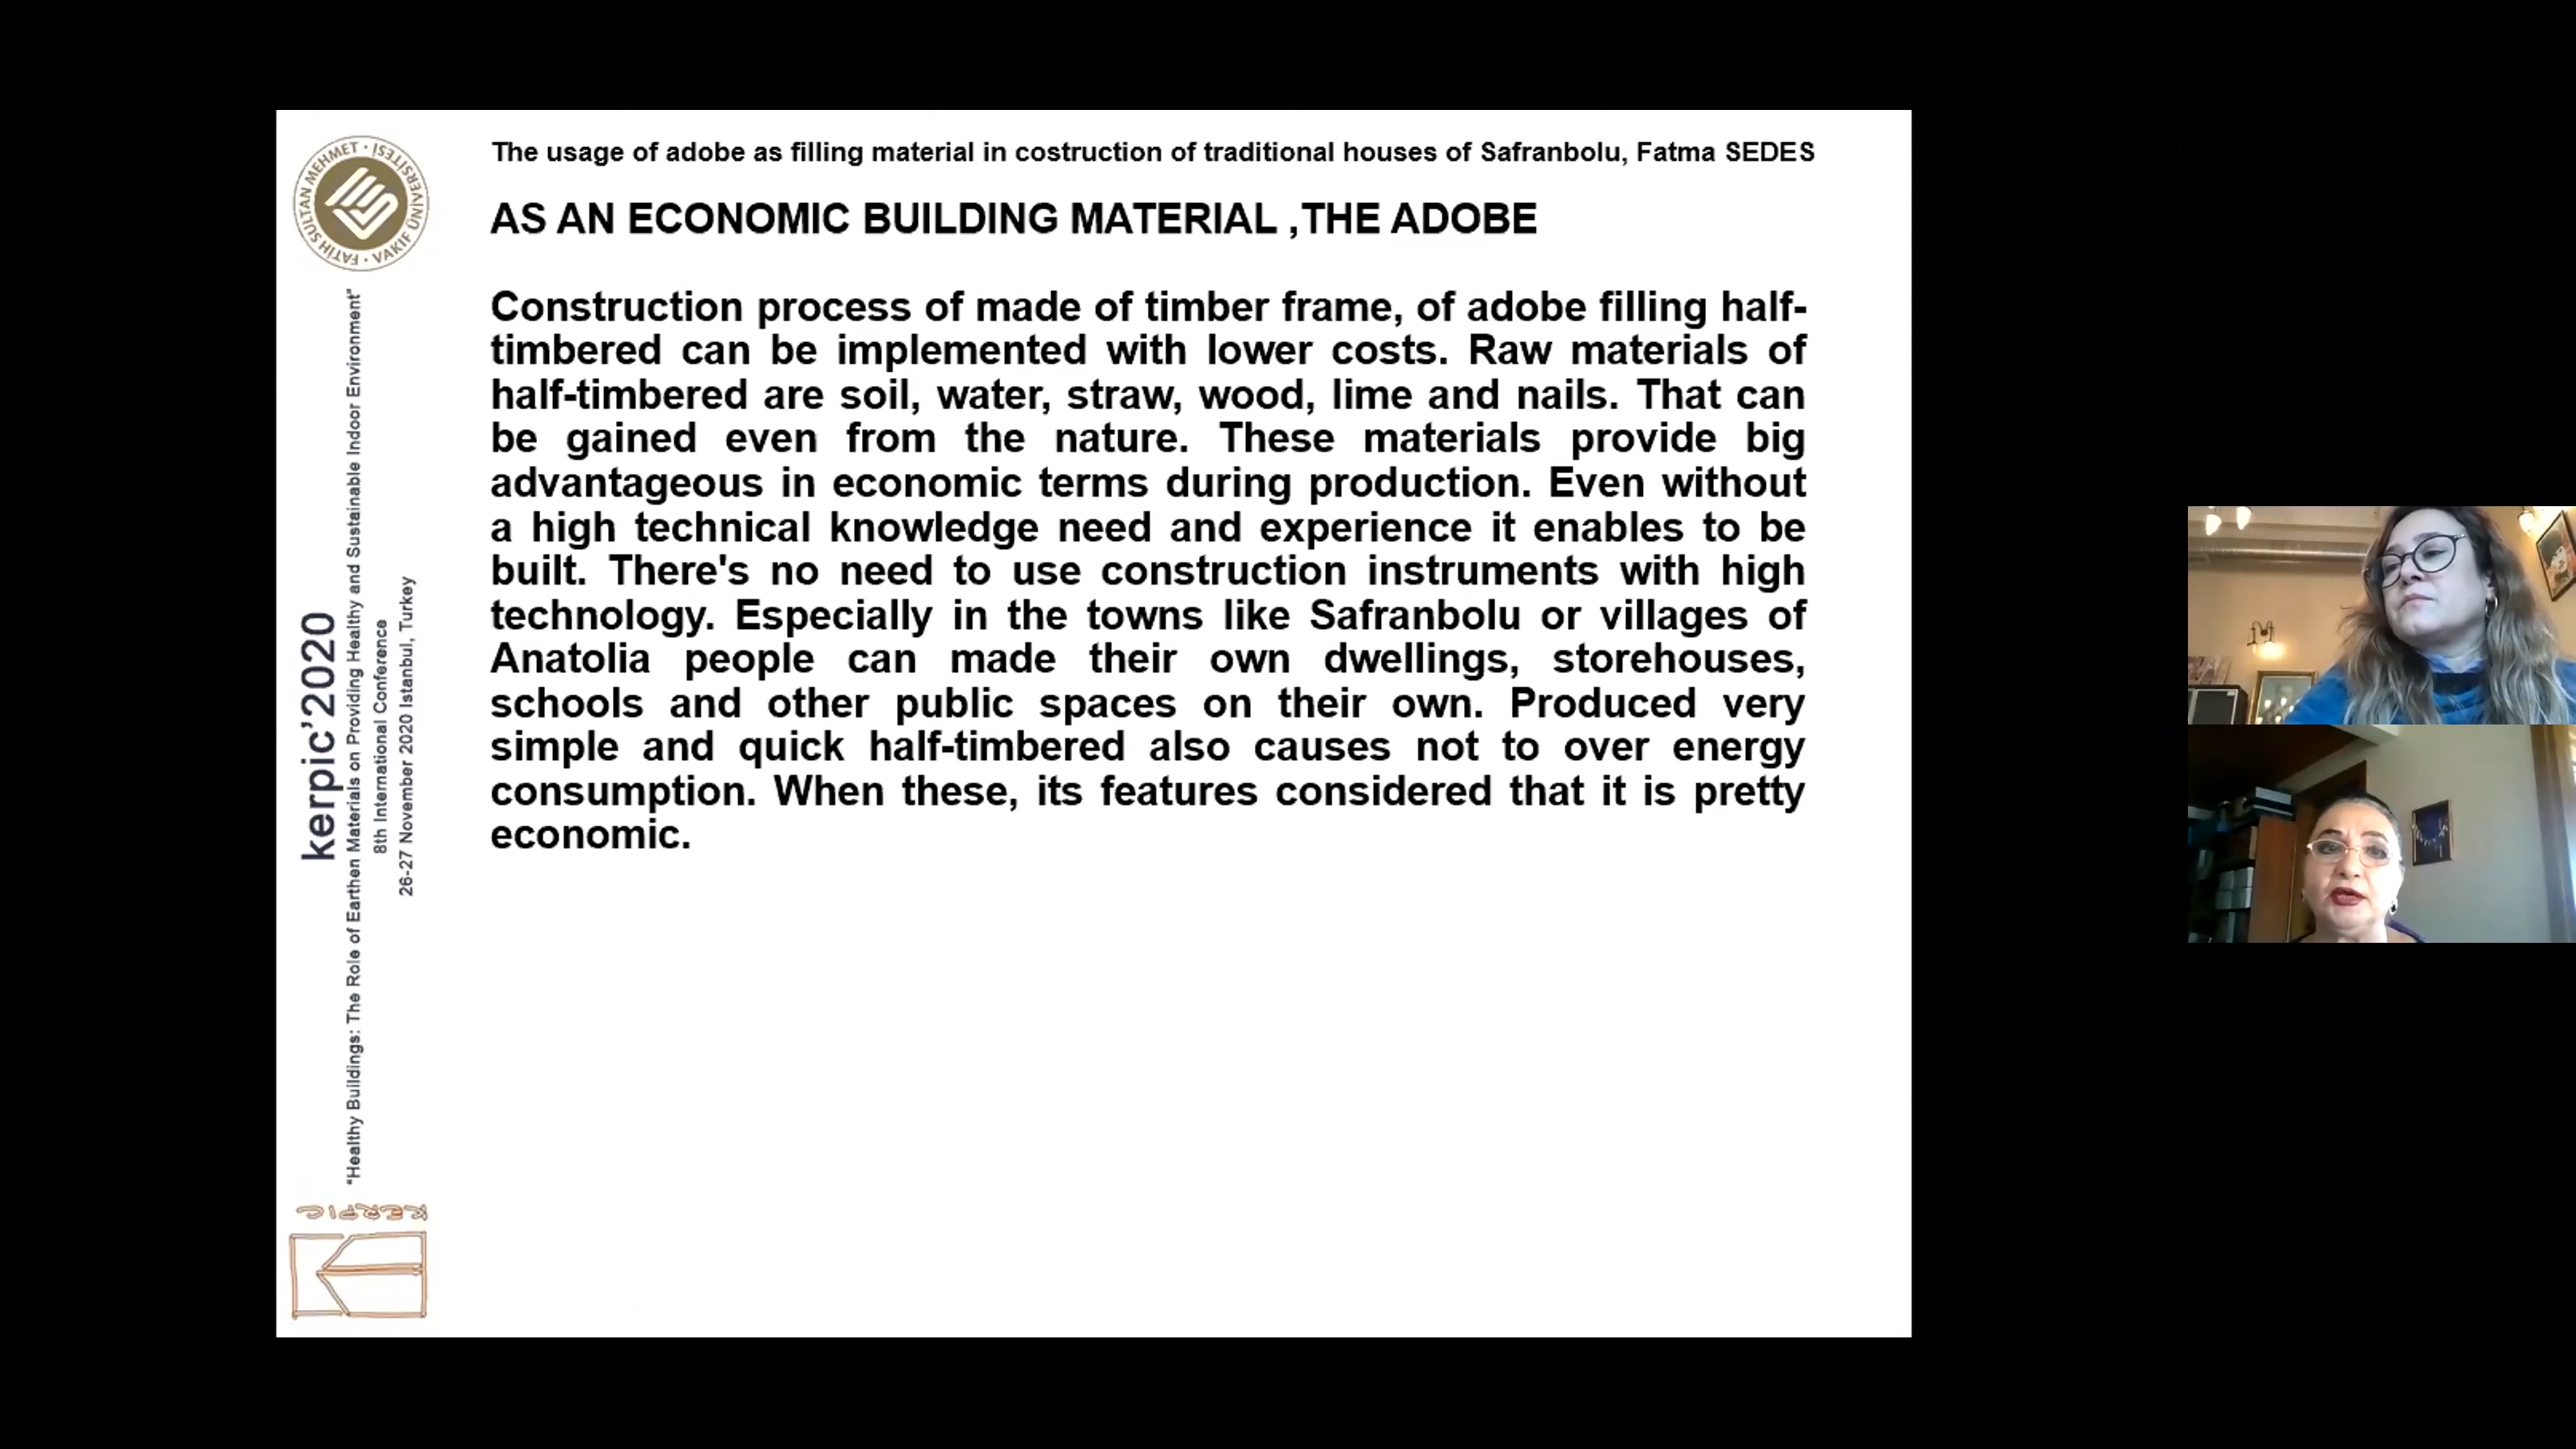 The usage of adobe as filling material in costruction of traditional houses of Safranbolu, Fatma SEDES
AS AN ECONOMIC BUILDING MATERIAL ,THE ADOBE
Construction process of made of timber frame, of adobe filling half-
timbered can be implemented with lower costs. Raw materials of
half-timbered are soil, water, straw, wood, lime and nails. That can
be gained even from the nature. These materials provide big
advantageous in economic terms during production. Even without
a high technical knowledge need and experience it enables to be
built. There's no need to use construction instruments with high
technology. Especially in the towns like Safranbolu or villages of
Anatolia people can made their own dwellings, storehouses,
schools and other public spaces on their own. Produced very
simple and quick half-timbered also causes not to over energy
consumption. When these, its features considered that it is pretty
economic.
FATİH SULTAN MEHMET · VAKIF ÜNİVERSİTESİ ·
kerpic'2020
"Healthy Buildings: The Role of Earthen Materials on Providing Healthy and Sustainable Indoor Environment"
8th International Conference
26-27 November 2020 Istanbul, Turkey
KERPIC